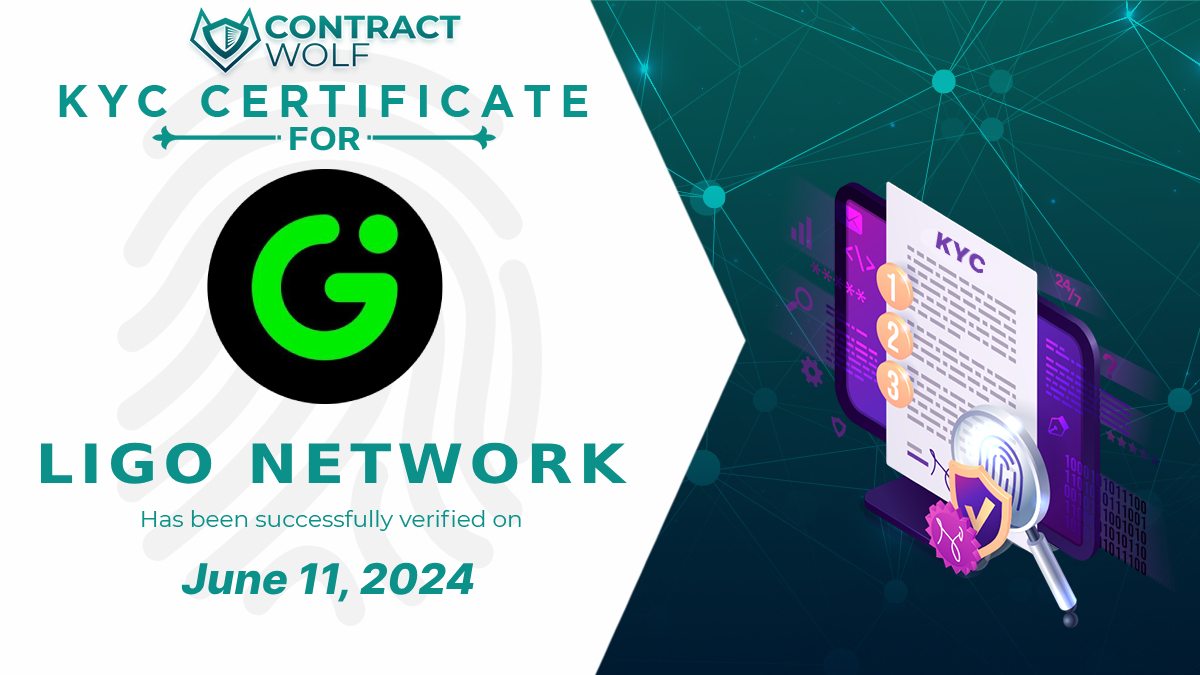 CONTRACT
WOLF
KYC CERTIFICATE
FOR
LIGO NETWORK
Has been successfully verified on
June 11, 2024
KYC
1
2
3
</>
*****
24/7
?